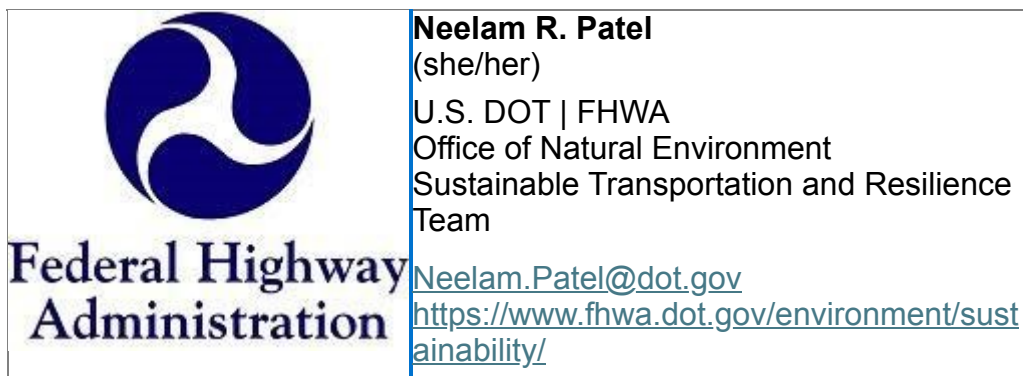 Federal Highway
Administration
Neelam R. Patel
(she/her)
U.S. DOT | FHWA
Office of Natural Environment
Sustainable Transportation and Resilience
Team
Neelam.Patel@dot.gov
https://www.fhwa.dot.gov/environment/sust
ainability/